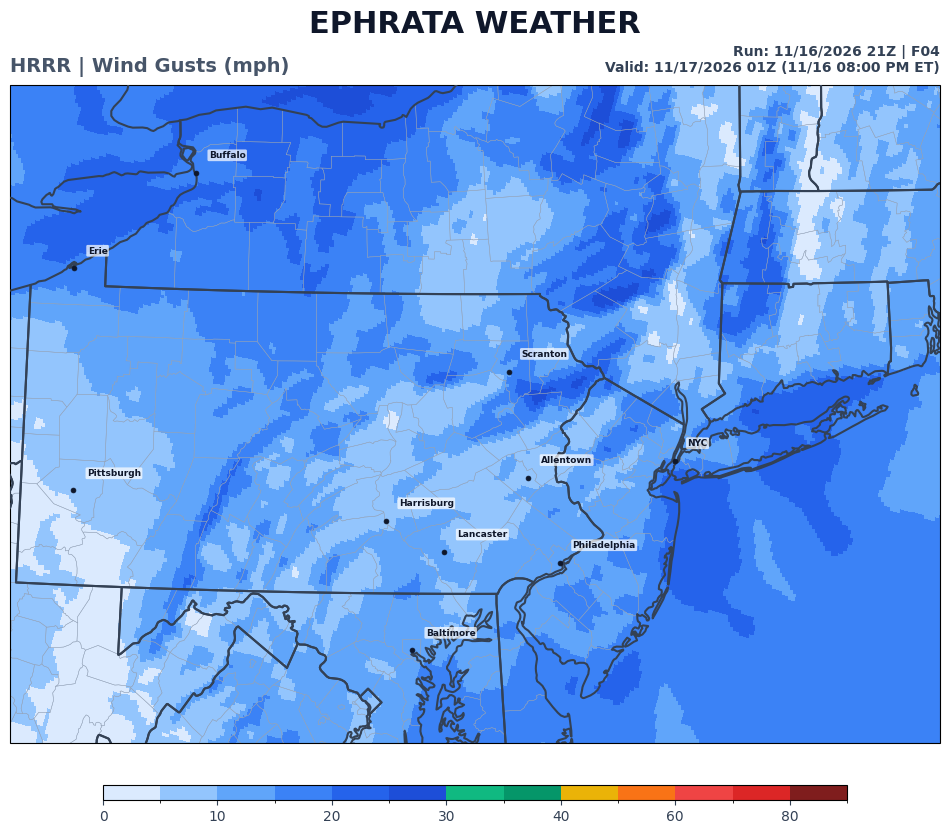 EPHRATA WEATHER
HRRR | Wind Gusts (mph)
Run: 11/16/2026 21Z | F04
Valid: 11/17/2026 01Z (11/16 08:00 PM ET)
Buffalo
Erie
Scranton
NYC
Allentown
Pittsburgh
Harrisburg
Lancaster
Philadelphia
Baltimore
0 10 20 30 40 50 60 70 80